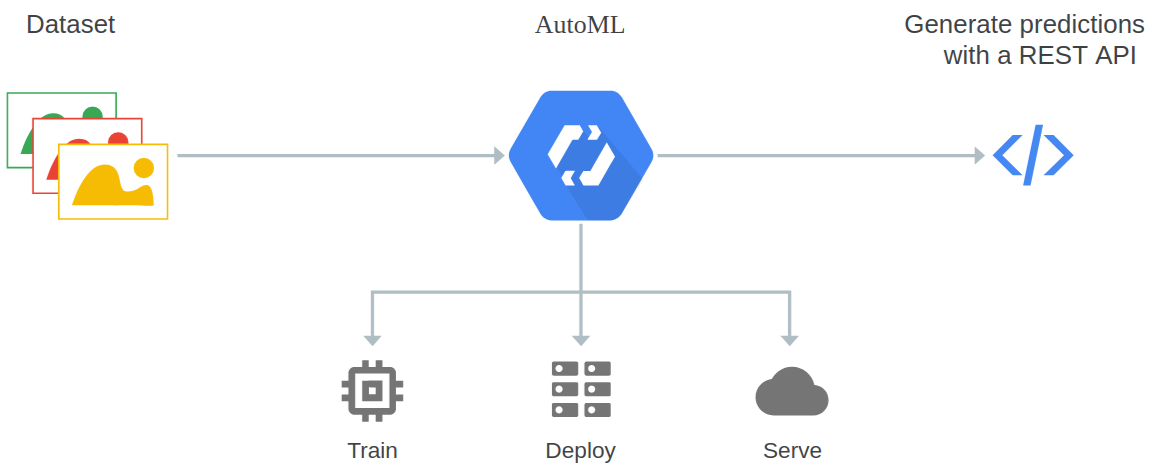 Dataset
AutoML
Generate predictions
with a REST API
Train
Deploy
Serve